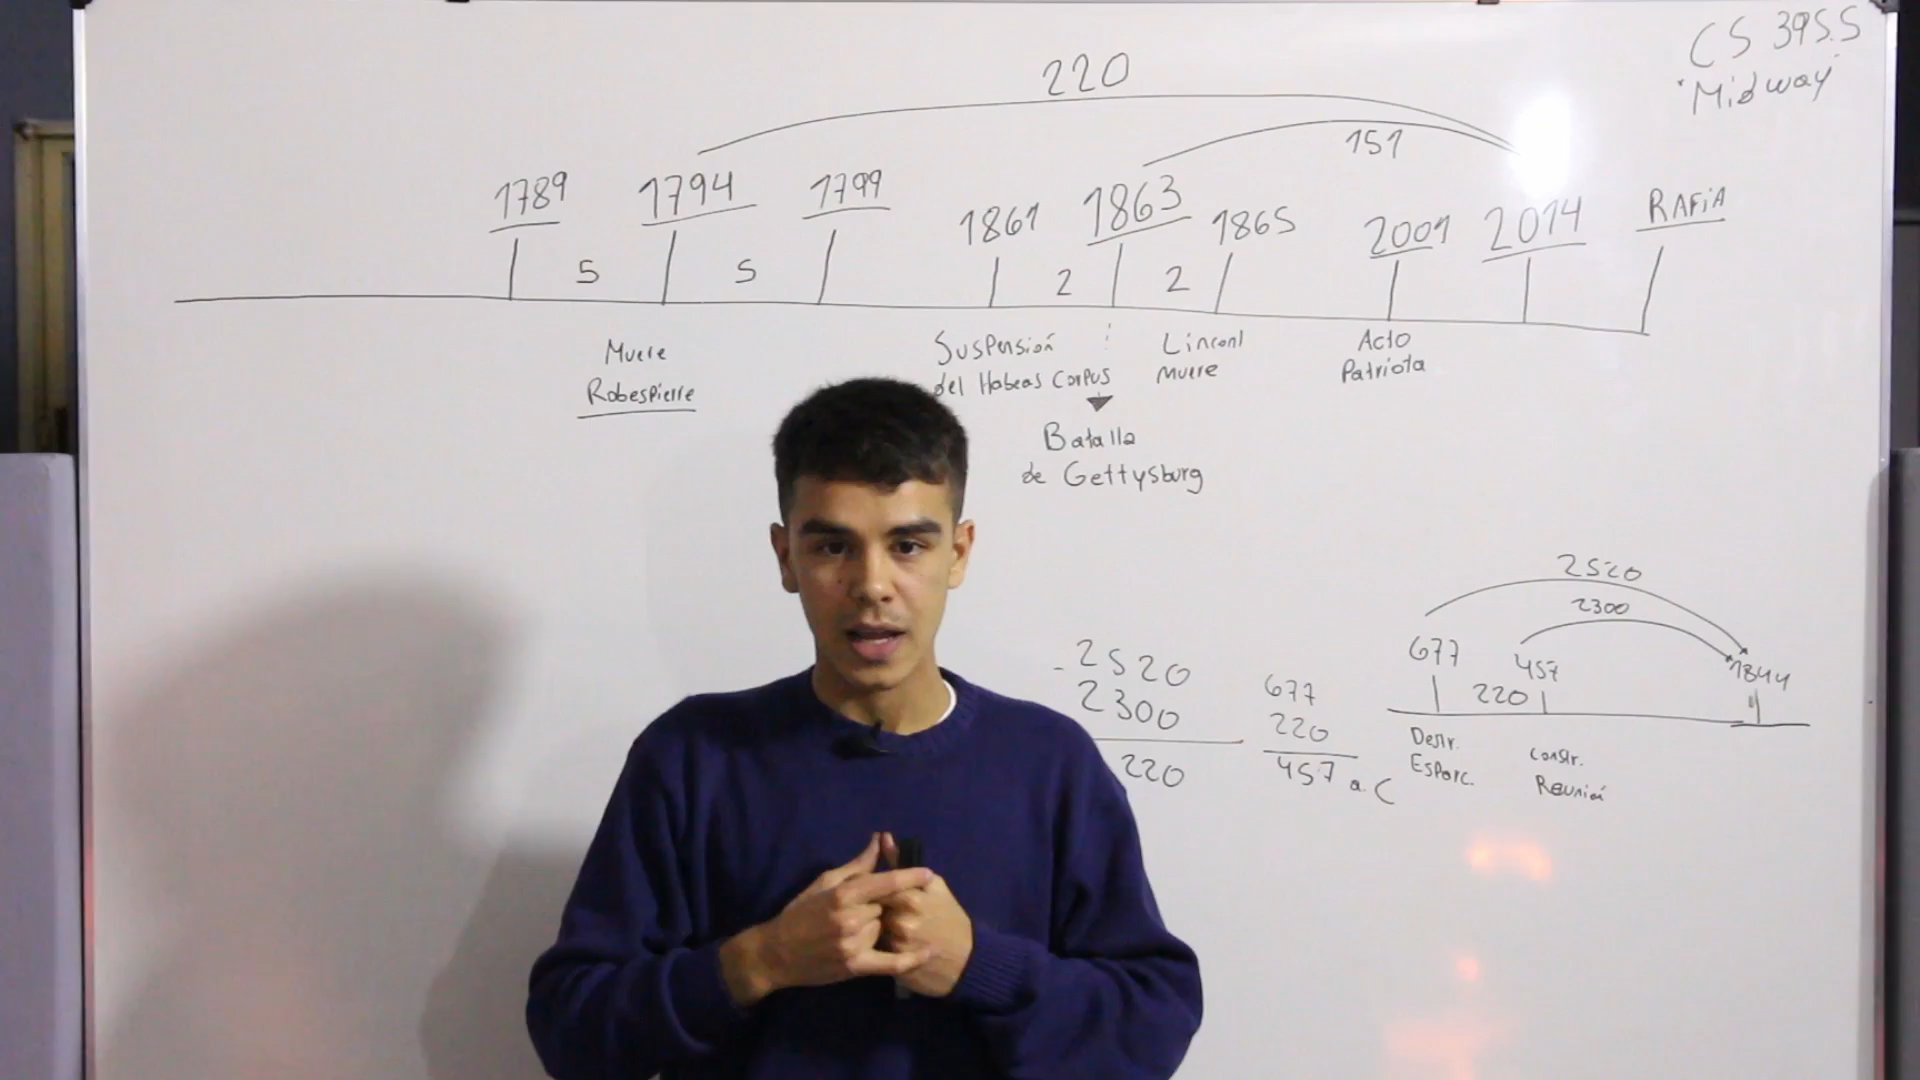 CS 395.5
"Midway"
220
151
1789
1794
1799
1861
1863
1865
2001
2014
RAFIA
5
5
2
2
Muere
Robespierre
Suspensión
del Habeas Corpus
Linconl
Muere
Acto
Patriota
Batalla
de Gettysburg
- 2520
2300
220
677
220
457 a.C
2520
2300
677
457
1844
220
Destr.
Esparc.
Constr.
Reunión